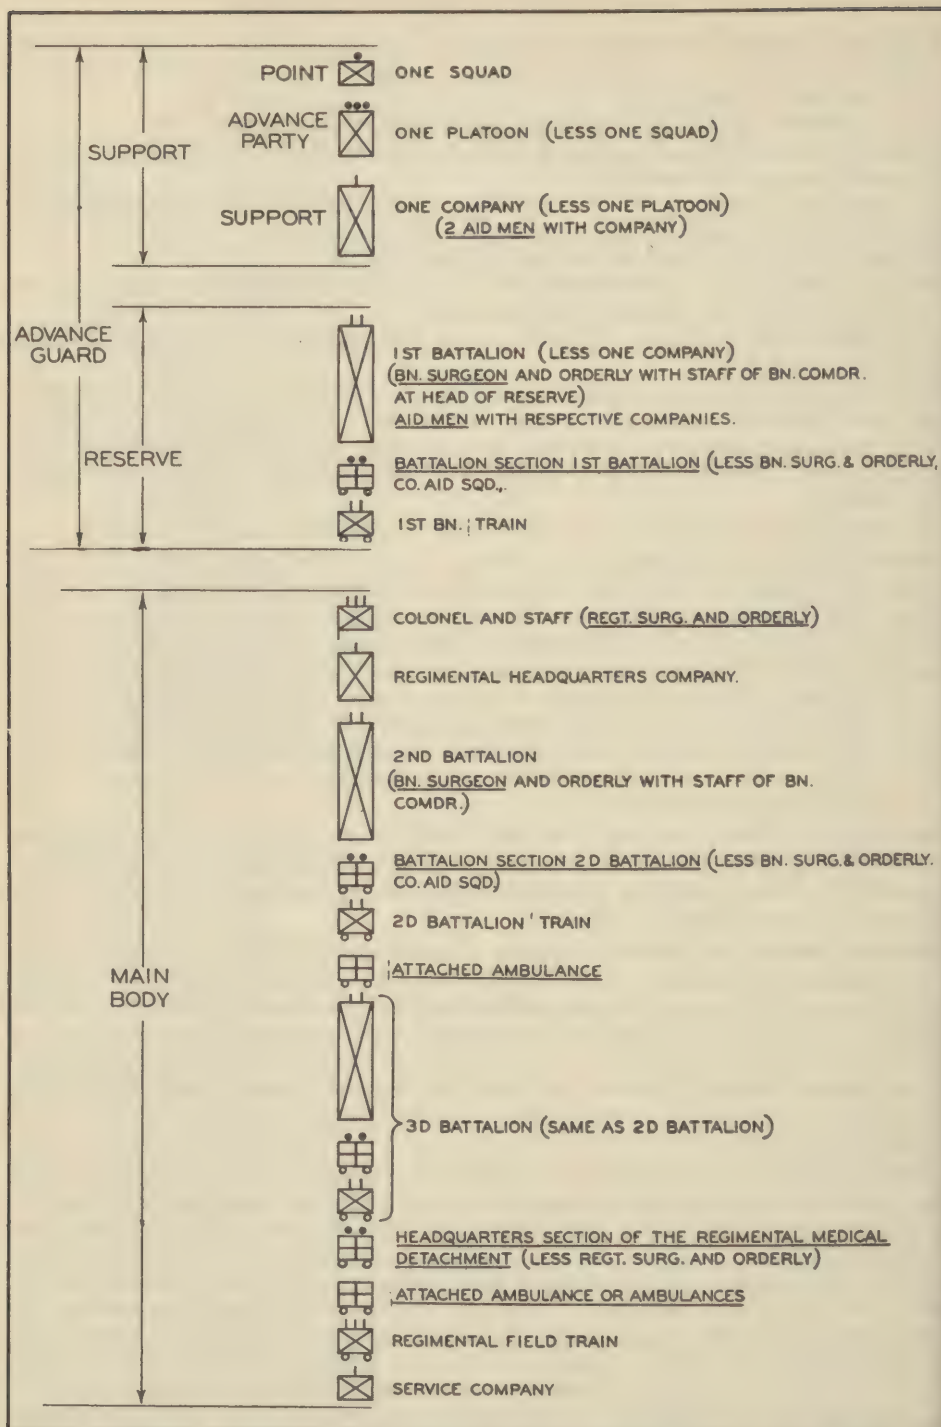 POINT ONE SQUAD
ADVANCE
PARTY
ONE PLATOON (LESS ONE SQUAD)
SUPPORT
SUPPORT
ONE COMPANY (LESS ONE PLATOON)
(2 AID MEN WITH COMPANY)
ADVANCE
GUARD
1ST BATTALION (LESS ONE COMPANY)
(BN. SURGEON AND ORDERLY WITH STAFF OF BN. COMDR.
AT HEAD OF RESERVE)
AID MEN WITH RESPECTIVE COMPANIES.
RESERVE
BATTALION SECTION 1ST BATTALION (LESS BN. SURG. & ORDERLY,
CO. AID SQD.,.
1ST BN. TRAIN
COLONEL AND STAFF (REGT. SURG. AND ORDERLY)
REGIMENTAL HEADQUARTERS COMPANY.
2ND BATTALION
(BN. SURGEON AND ORDERLY WITH STAFF OF BN.
COMDR.)
BATTALION SECTION 2D BATTALION (LESS BN. SURG. & ORDERLY.
CO. AID SQD.)
2D BATTALION ' TRAIN
MAIN
BODY
ATTACHED AMBULANCE
3D BATTALION (SAME AS 2D BATTALION)
HEADQUARTERS SECTION OF THE REGIMENTAL MEDICAL
DETACHMENT (LESS REGT. SURG. AND ORDERLY)
ATTACHED AMBULANCE OR AMBULANCES
REGIMENTAL FIELD TRAIN
SERVICE COMPANY